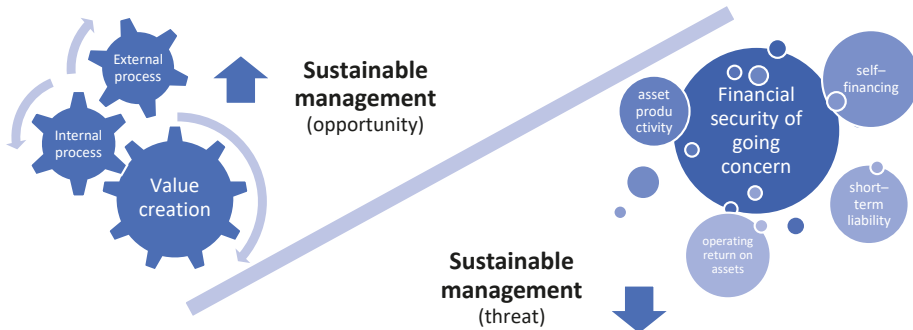 External
process
Internal
process
Value
creation
Sustainable
management
(opportunity)
asset
produ
ctivity
Financial
security of
going
concern
self–
financing
short–
term
liability
operating
return on
assets
Sustainable
management
(threat)